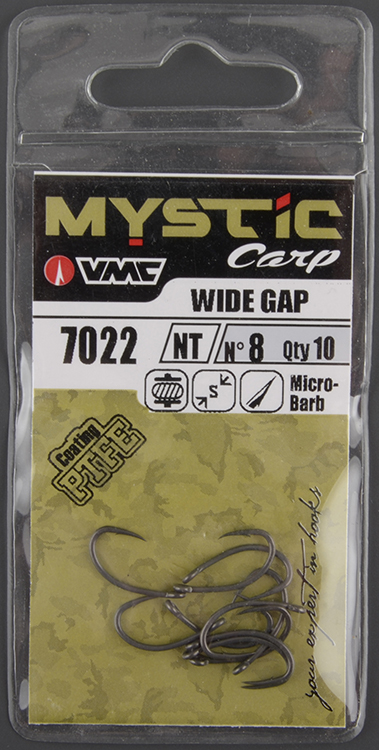 MYSTIC
Carp
VMC
WIDE GAP
7022 NT N° 8 Qty 10
S
Micro-
Barb
Coating
PTFE
your expert in hooks